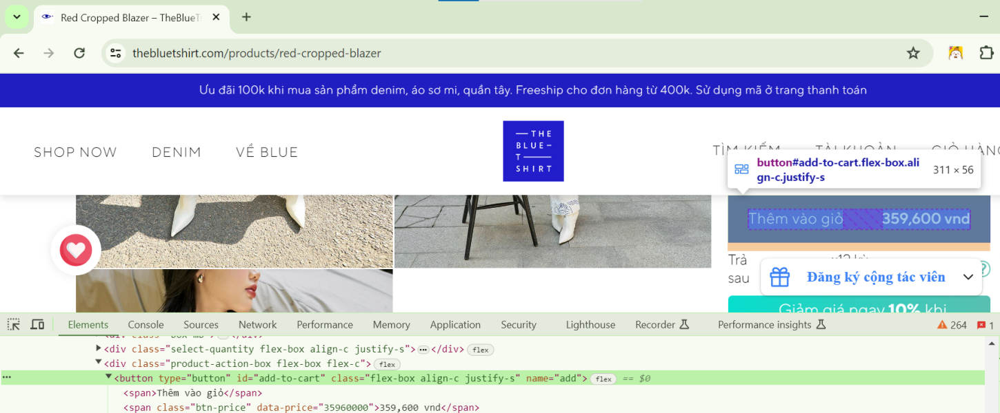 Red Cropped Blazer – TheBlueT
thebluetshirt.com/products/red-cropped-blazer
Ưu đãi 100k khi mua sản phẩm denim, áo sơ mi, quần tây. Freeship cho đơn hàng từ 400k. Sử dụng mã ở trang thanh toán
SHOP NOW DENIM VỀ BLUE
THE
BLUE–
T
SHIRT
TÌM KIẾM TÀI KHOẢN GIỎ HÀNG
button#add-to-cart.flex-box.ali
gn-c.justify-s
311 × 56
Thêm vào giỏ 359,600 vnd
Trả
sau
Đăng ký cộng tác viên
Giảm giá ngay 10% khi
Elements Console Sources Network Performance Memory Application Security Lighthouse Recorder Performance insights 264 1
<div class="select-quantity flex-box align-c justify-s"> ••• </div> flex
<div class="product-action-box flex-box flex-c"> flex
••• <button type="button" id="add-to-cart" class="flex-box align-c justify-s" name="add"> flex == $0
<span>Thêm vào giỏ</span>
<span class="btn-price" data-price="35960000">359,600 vnd</span>